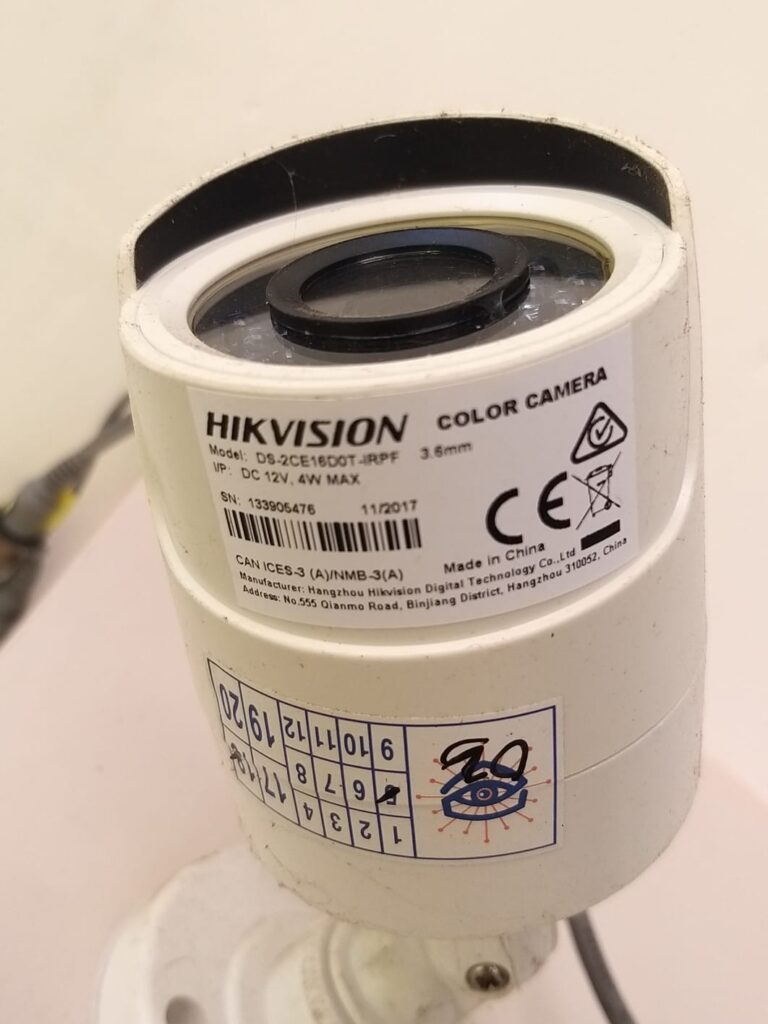 HIKVISION COLOR CAMERA
Model: DS-2CE16D0T-IRPF 3.6mm
I/P: DC 12V, 4W MAX
SN: 133905476 11/2017
CE
CAN ICES-3 (A)/NMB-3(A) Made in China
Manufacturer: Hangzhou Hikvision Digital Technology Co.,Ltd
Address: No.555 Qianmo Road, Binjiang District, Hangzhou 310052, China
1 2 3 4 17 18
5 6 7 8
9 10 11 12 19 20